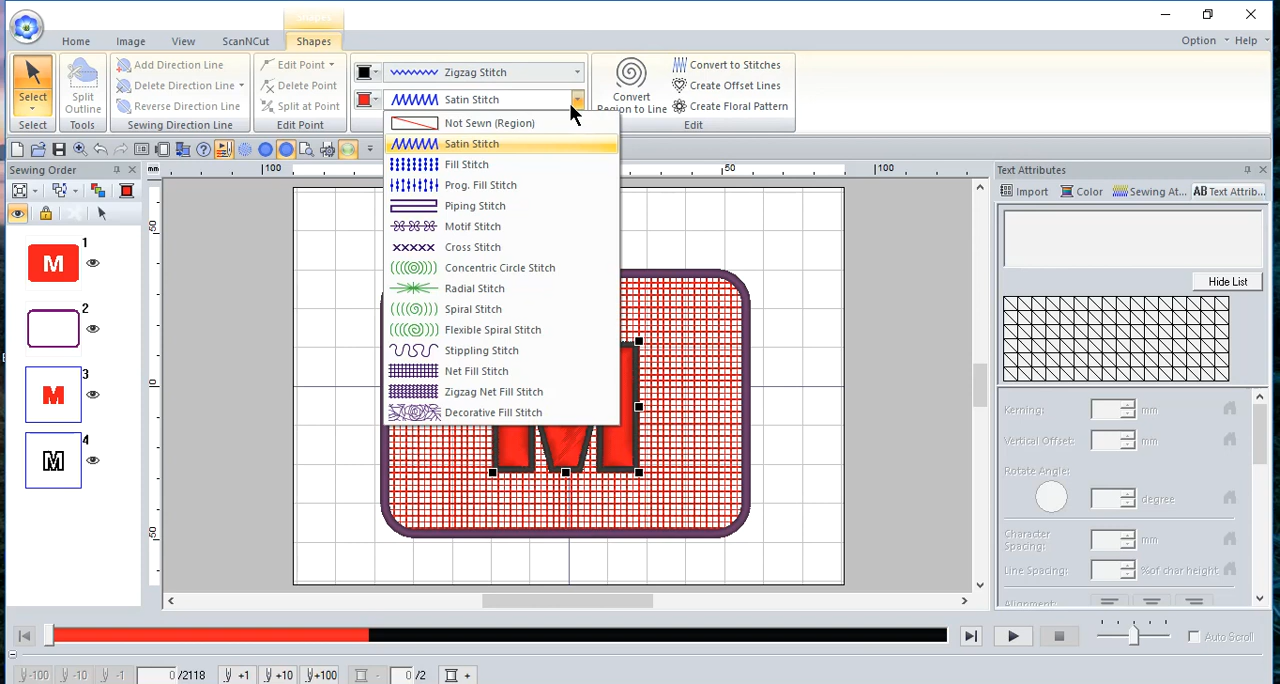 Shapes
Home Image View ScanNCut Shapes Option Help
Select Split Outline Add Direction Line Edit Point Zigzag Stitch Convert Region to Line Convert to Stitches
Delete Direction Line Delete Point Create Offset Lines
Reverse Direction Line Split at Point Satin Stitch Create Floral Pattern
Select Tools Sewing Direction Line Edit Point Edit
Not Sewn (Region)
Satin Stitch
Fill Stitch
Prog. Fill Stitch
Piping Stitch
Motif Stitch
Cross Stitch
Concentric Circle Stitch
Radial Stitch
Spiral Stitch
Flexible Spiral Stitch
Stippling Stitch
Net Fill Stitch
Zigzag Net Fill Stitch
Decorative Fill Stitch
Sewing Order
mm 100 50 100
50
0
50
1
M
2
3
M
4
M
M
Text Attributes
Import Color Sewing At... AB Text Attrib...
Hide List
Kerning: mm
Vertical Offset: mm
Rotate Angle:
degree
Character Spacing: mm
Line Spacing: %of char height
Alignment:
Auto Scroll
-100 -10 -1 0 /2118 +1 +10 +100 - 0 /2 +